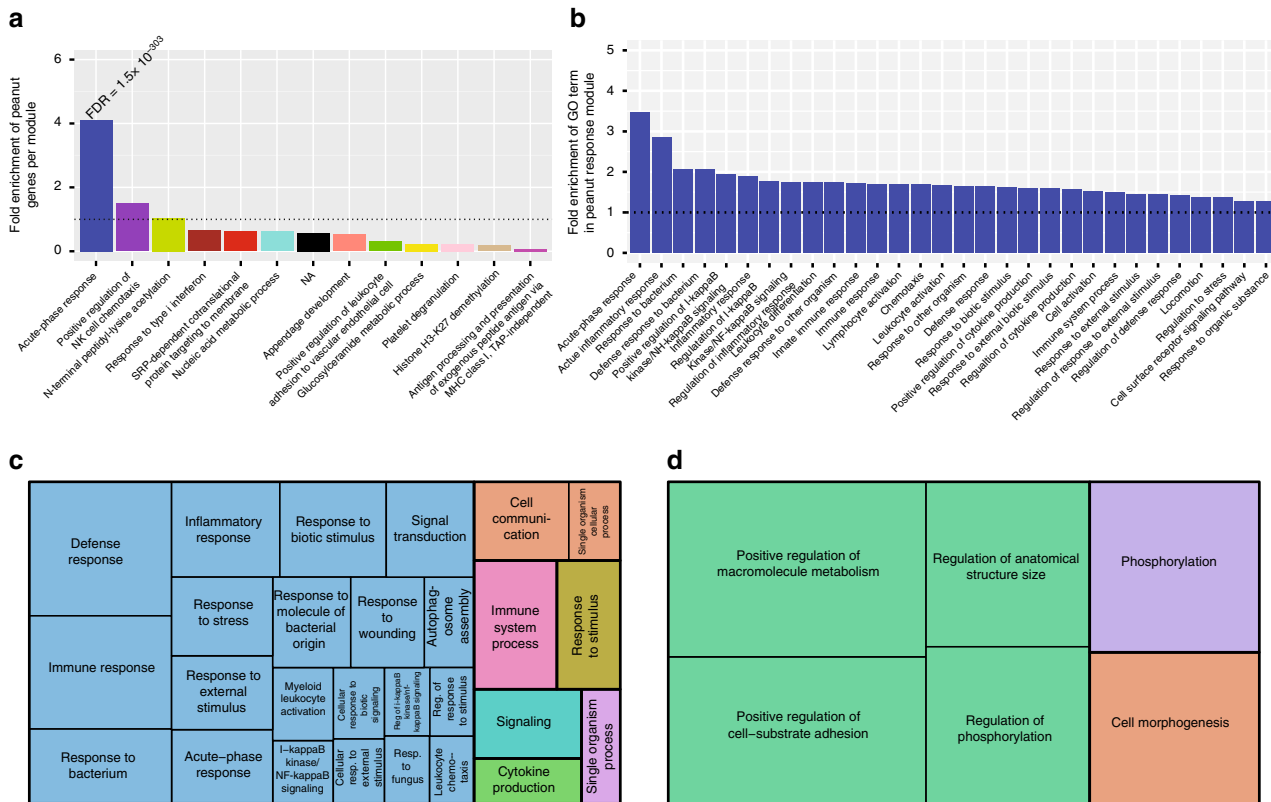 a
Fold enrichment of peanut
genes per module
6
4
2
0
FDR = 1.5× 10⁻³⁰³
Acute-phase response
Positive regulation of
NK cell chemotaxis
N-terminal peptidyl-lysine acetylation
Response to type I interferon
SRP-dependent cotranslational
protein targeting to membrane
Nucleic acid metabolic process
NA
Appendage development
Positive regulation of leukocyte
adhesion to vascular endothelial cell
Glucosylceramide metabolic process
Platelet degranulation
Histone H3-K27 demethylation
Antigen processing and presentation
of exogenous peptide antigen via
MHC class I, TAP-independent
b
Fold enrichment of GO term
in peanut response module
5
4
3
2
1
0
Acute-phase response
Actue inflammatory response
Response to bacterium
Defense response to bacterium
Positive regulation of I-kappaB
kinase/NH-kappaB signaling
Inflammatory response
Regulation of I-kappaB
Kinase/NF-kappaB signaling
Regulation of inflammatory response
Leukocyte differentiation
Defense response to other organism
Innate immune response
Immune response
Lymphocyte activation
Chemotaxis
Leukocyte activation
Response to other organism
Defense response
Response to biotic stimulus
Positive regulation of cytokine production
Response to external biotic stimulus
Regulation of cytokine production
Cell activation
Immune system process
Response to external stimulus
Regulation of response to external stimulus
Regulation of defense response
Locomotion
Regulation to stress
Cell surface receptor signaling pathway
Response to organic substance
c
Defense
response
Immune response
Response to
bacterium
Inflammatory
response
Response to
biotic stimulus
Signal
transduction
Response
to stress
Response to
molecule of
bacterial
origin
Response
to
wounding
Autophag-
osome
assembly
Response to
external
stimulus
Myeloid
leukocyte
activation
Cellular
response to
biotic
signaling
Reg of i-kappaB
kinase/nf-
kappaB signaling
Reg. of
response
to stimulus
Acute−phase
response
I−kappaB
kinase/
NF-kappaB
signaling
Cellular
resp. to
external
stimulus
Resp.
to
fungus
Leukocyte
chemo--
taxis
Cell
communi-
cation
Single organism
cellular
process
Immune
system
process
Response
to stimulus
Signaling
Cytokine
production
Single organism
process
d
Positive regulation of
macromolecule metabolism
Regulation of anatomical
structure size
Phosphorylation
Positive regulation of
cell−substrate adhesion
Regulation of
phosphorylation
Cell morphogenesis